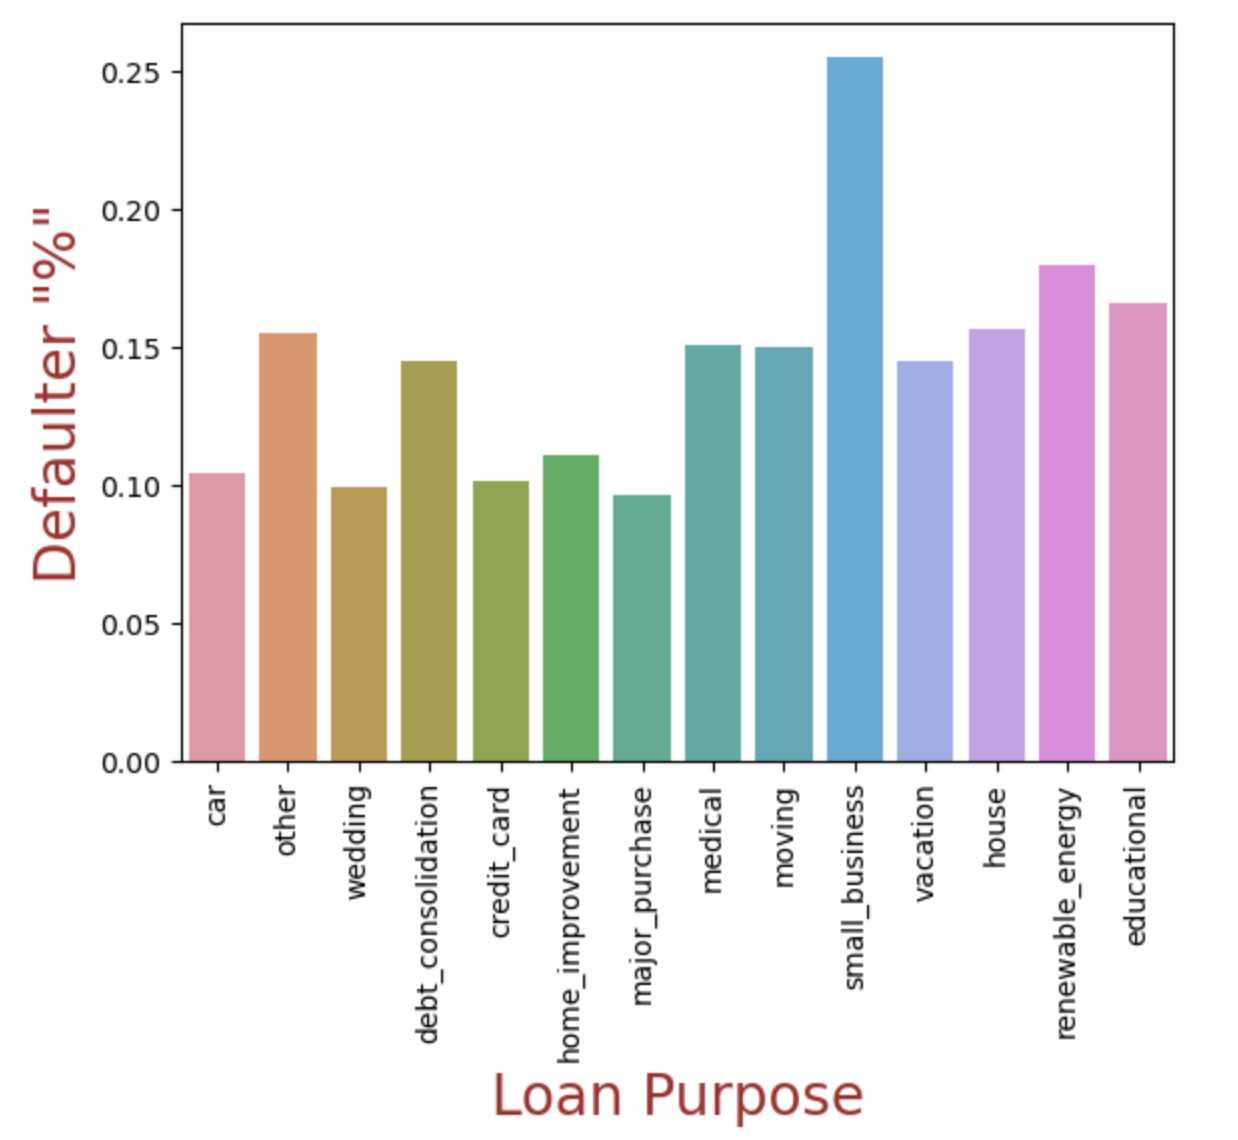 Defaulter "%"
0.25
0.20
0.15
0.10
0.05
0.00
car
other
wedding
debt_consolidation
credit_card
home_improvement
major_purchase
medical
moving
small_business
vacation
house
renewable_energy
educational
Loan Purpose